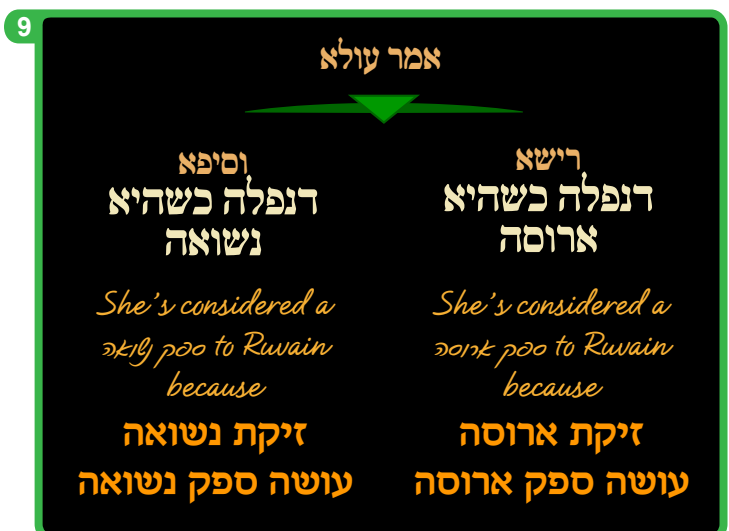 9
אמר עולא
רישא
דנפלה כשהיא
ארוסה
She's considered a
ספק ארוסה to Ruvain
because
זיקת ארוסה
עושה ספק ארוסה
וסיפא
דנפלה כשהיא
נשואה
She's considered a
ספק נשואה to Ruvain
because
זיקת נשואה
עושה ספק נשואה